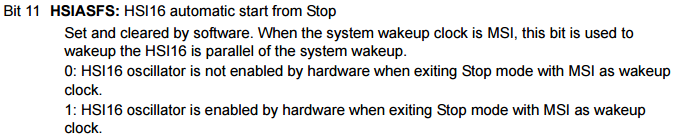 Bit 11 HSIASFS: HSI16 automatic start from Stop
Set and cleared by software. When the system wakeup clock is MSI, this bit is used to
wakeup the HSI16 is parallel of the system wakeup.
0: HSI16 oscillator is not enabled by hardware when exiting Stop mode with MSI as wakeup
clock.
1: HSI16 oscillator is enabled by hardware when exiting Stop mode with MSI as wakeup
clock.